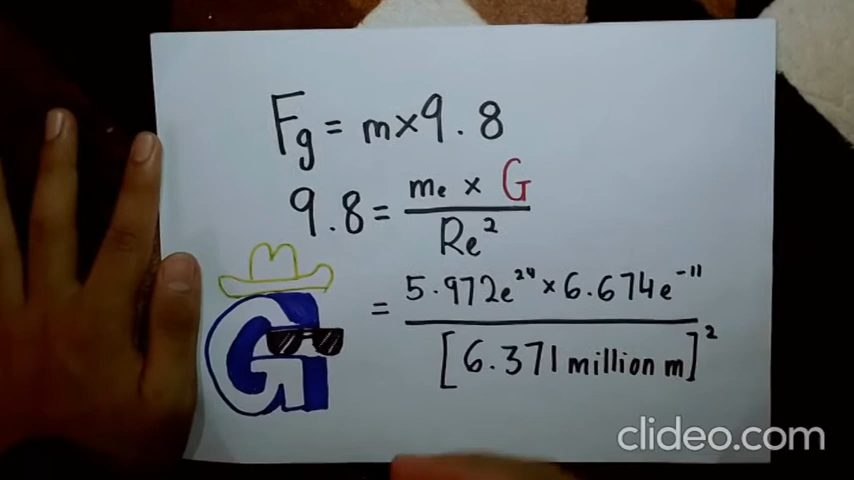 Fg = m×9.8
9.8 = me × G / Re²
= 5.972e²⁴ × 6.674e⁻¹¹ / [6.371 million m]²
G
clideo.com